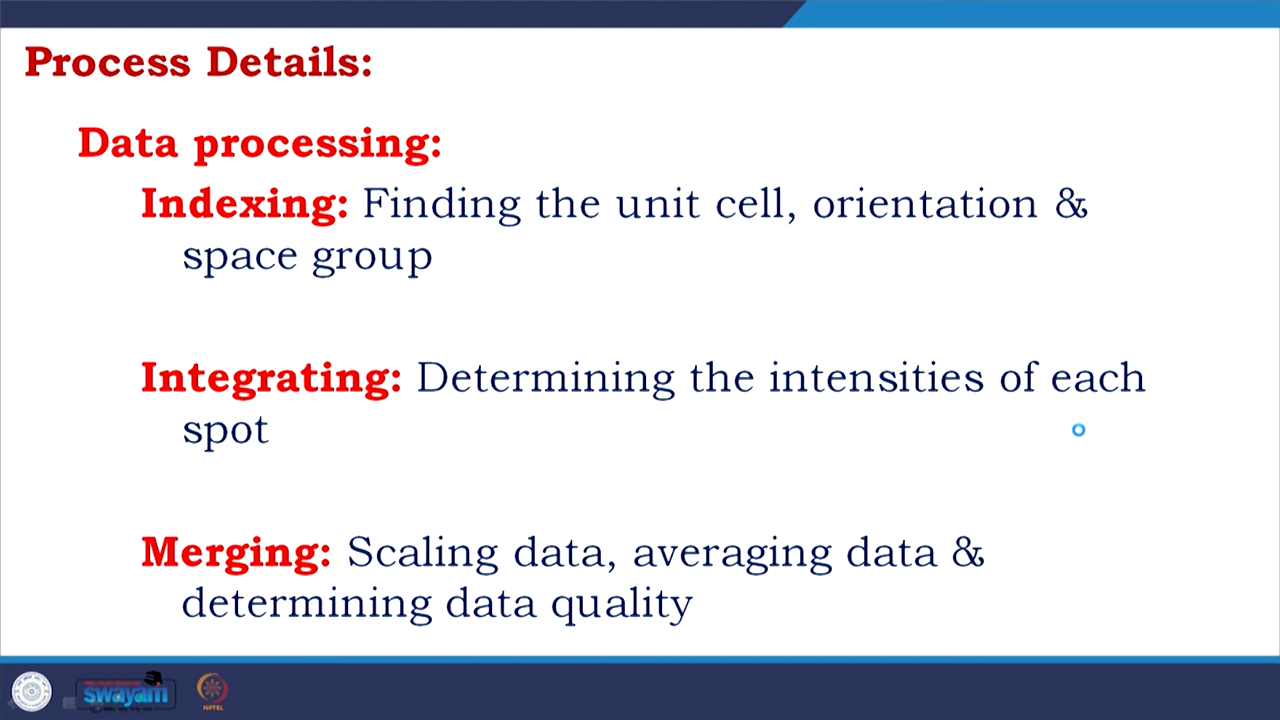 Process Details:
Data processing:
Indexing: Finding the unit cell, orientation &
space group
Integrating: Determining the intensities of each
spot
Merging: Scaling data, averaging data &
determining data quality
swayam
NPTEL